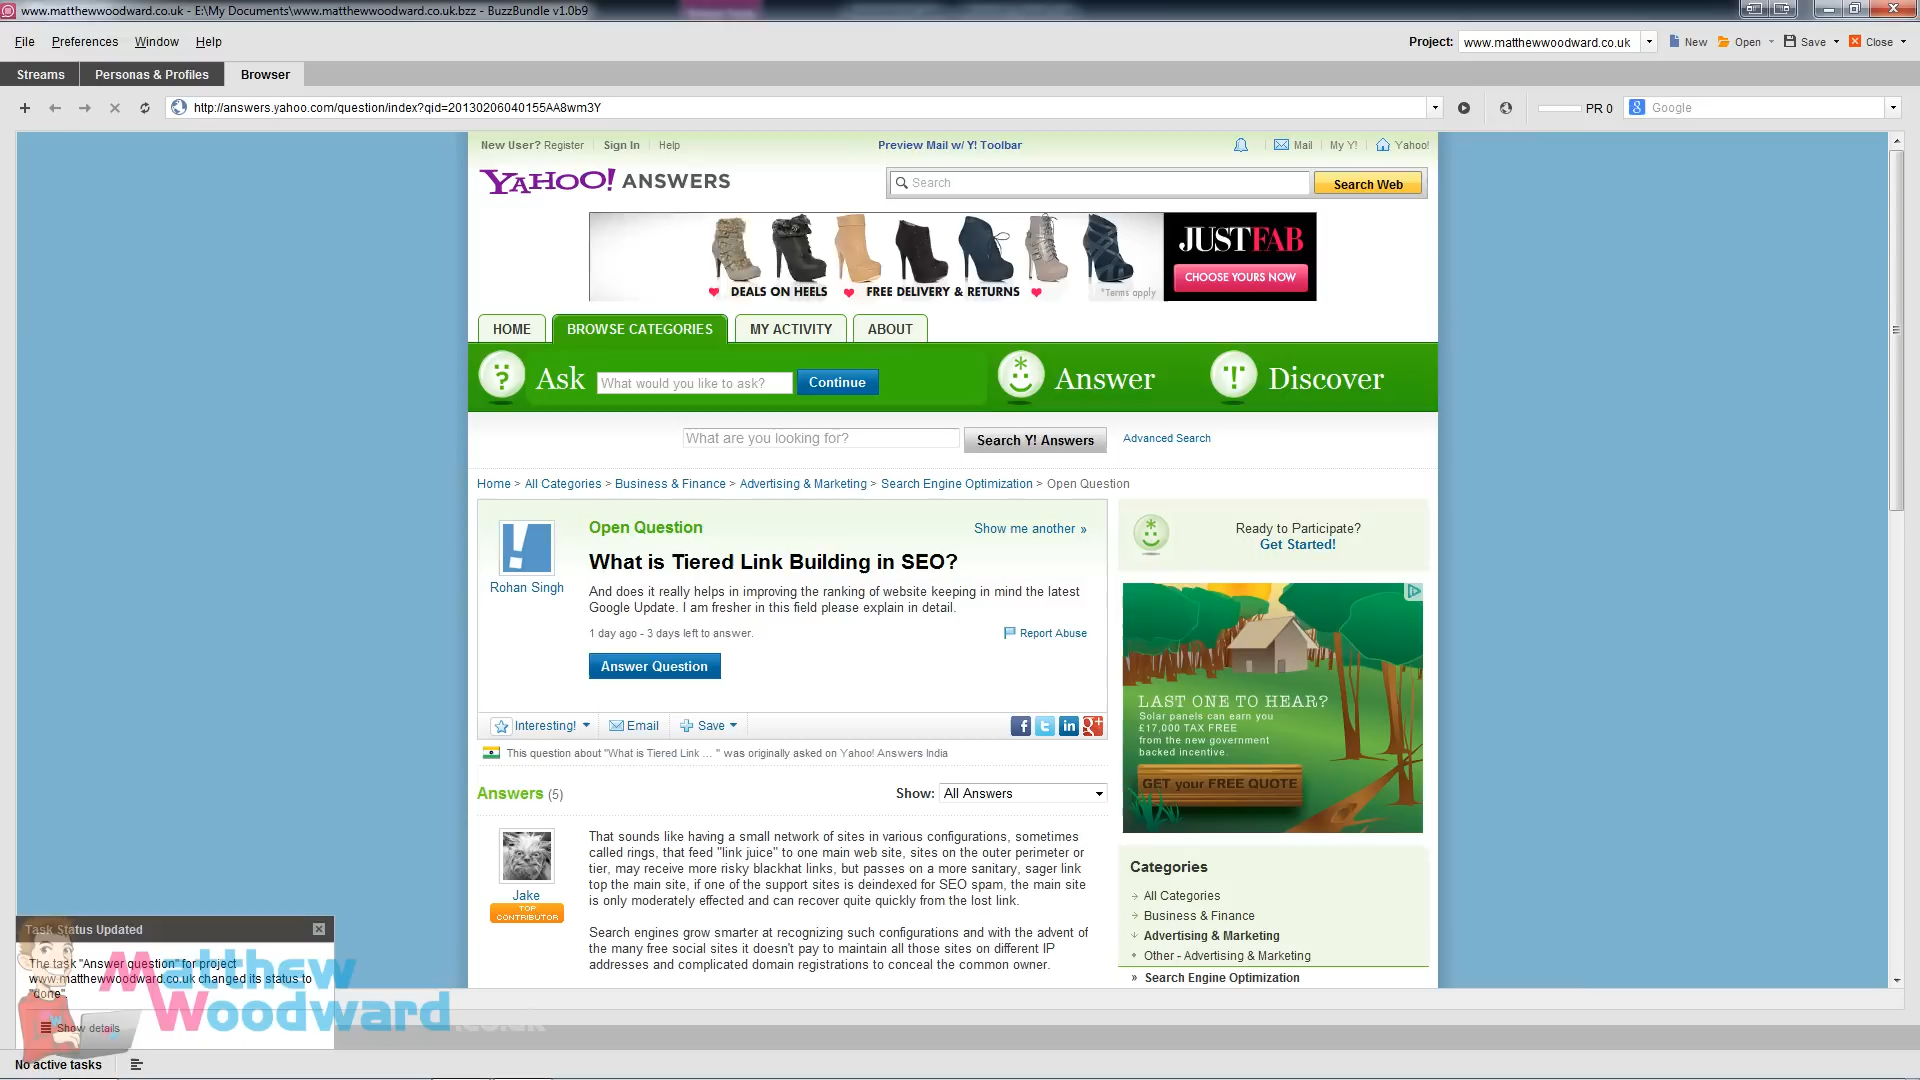 www.matthewwoodward.co.uk - E:\My Documents\www.matthewwoodward.co.uk.bzz - BuzzBundle v1.0b9
File Preferences Window Help
Project: www.matthewwoodward.co.uk New Open Save Close
Streams Personas & Profiles Browser
http://answers.yahoo.com/question/index?qid=20130206040155AA8wm3Y
PR 0
Google
New User? Register Sign In Help
Preview Mail w/ Y! Toolbar
Mail My Y! Yahoo!
YAHOO! ANSWERS
Search
Search Web
JUSTFAB
CHOOSE YOURS NOW
DEALS ON HEELS FREE DELIVERY & RETURNS *Terms apply
HOME BROWSE CATEGORIES MY ACTIVITY ABOUT
Ask What would you like to ask? Continue Answer Discover
What are you looking for? Search Y! Answers Advanced Search
Home > All Categories > Business & Finance > Advertising & Marketing > Search Engine Optimization > Open Question
Open Question
Show me another »
What is Tiered Link Building in SEO?
Rohan Singh
And does it really helps in improving the ranking of website keeping in mind the latest
Google Update. I am fresher in this field please explain in detail.
1 day ago - 3 days left to answer.
Report Abuse
Answer Question
Interesting! Email Save
This question about "What is Tiered Link ... " was originally asked on Yahoo! Answers India
Answers (5)
Show: All Answers
Jake
TOP
CONTRIBUTOR
That sounds like having a small network of sites in various configurations, sometimes
called rings, that feed "link juice" to one main web site, sites on the outer perimeter or
tier, may receive more risky blackhat links, but passes on a more sanitary, sager link
top the main site, if one of the support sites is deindexed for SEO spam, the main site
is only moderately effected and can recover quite quickly from the lost link.
Search engines grow smarter at recognizing such configurations and with the advent of
the many free social sites it doesn't pay to maintain all those sites on different IP
addresses and complicated domain registrations to conceal the common owner.
Ready to Participate?
Get Started!
LAST ONE TO HEAR?
Solar panels can earn you
£17,000 TAX FREE
from the new government
backed incentive.
GET your FREE QUOTE
Categories
All Categories
Business & Finance
Advertising & Marketing
Other - Advertising & Marketing
Search Engine Optimization
Task Status Updated
The task "Answer question" for project
www.matthewwoodward.co.uk changed its status to
"done".
Show details
Matthew
Woodward
.co.uk
No active tasks